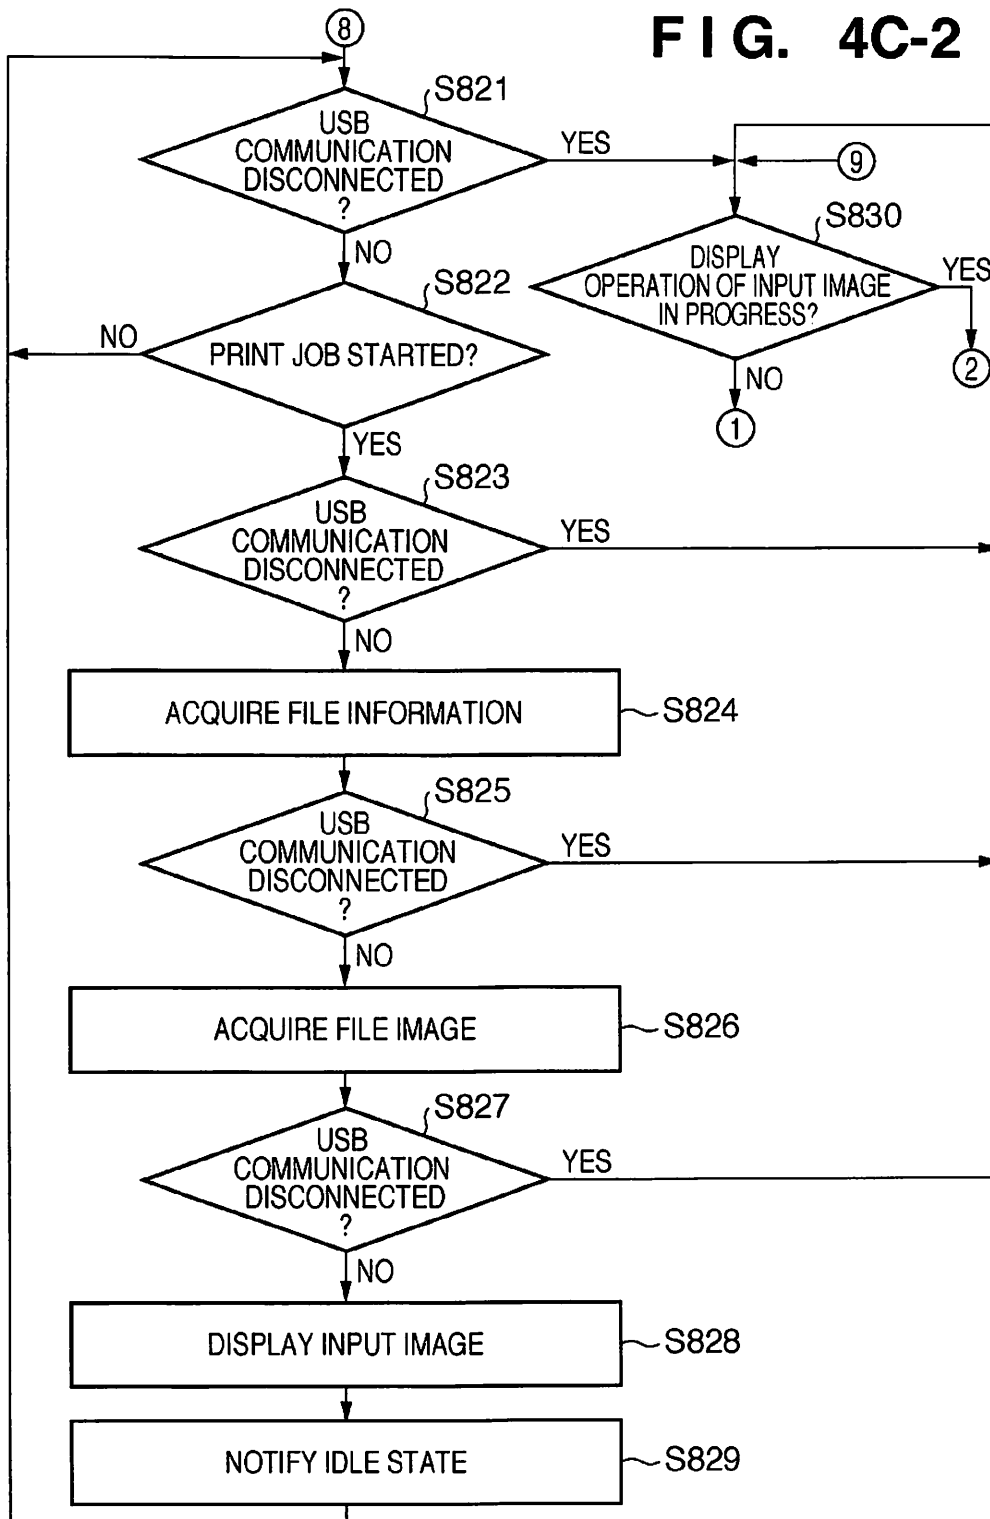 8
FIG. 4C-2
S821
USB
COMMUNICATION
DISCONNECTED
?
YES
9
NO
S830
DISPLAY
OPERATION OF INPUT IMAGE
IN PROGRESS?
YES
2
NO
1
S822
PRINT JOB STARTED?
NO
YES
S823
USB
COMMUNICATION
DISCONNECTED
?
YES
NO
ACQUIRE FILE INFORMATION
S824
S825
USB
COMMUNICATION
DISCONNECTED
?
YES
NO
ACQUIRE FILE IMAGE
S826
S827
USB
COMMUNICATION
DISCONNECTED
?
YES
NO
DISPLAY INPUT IMAGE
S828
NOTIFY IDLE STATE
S829